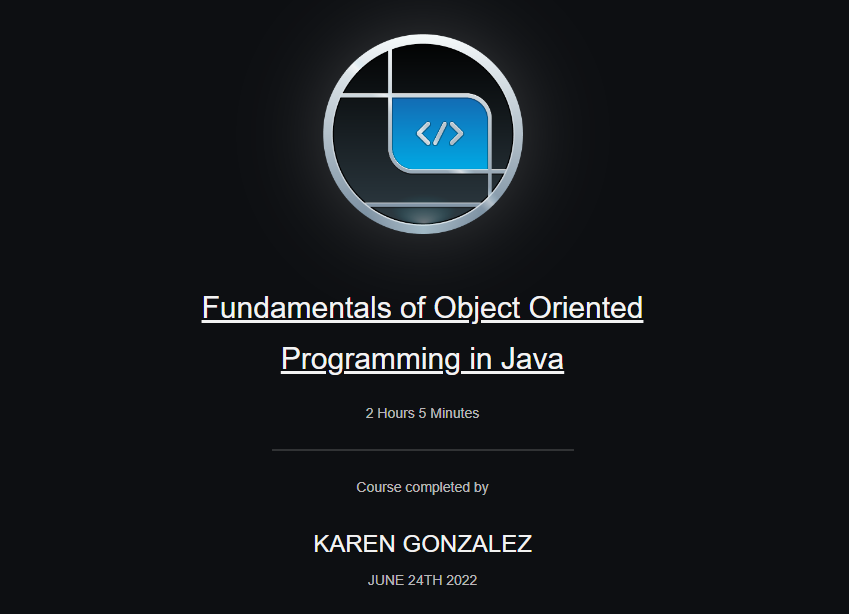 </>
Fundamentals of Object Oriented
Programming in Java
2 Hours 5 Minutes
Course completed by
KAREN GONZALEZ
JUNE 24TH 2022